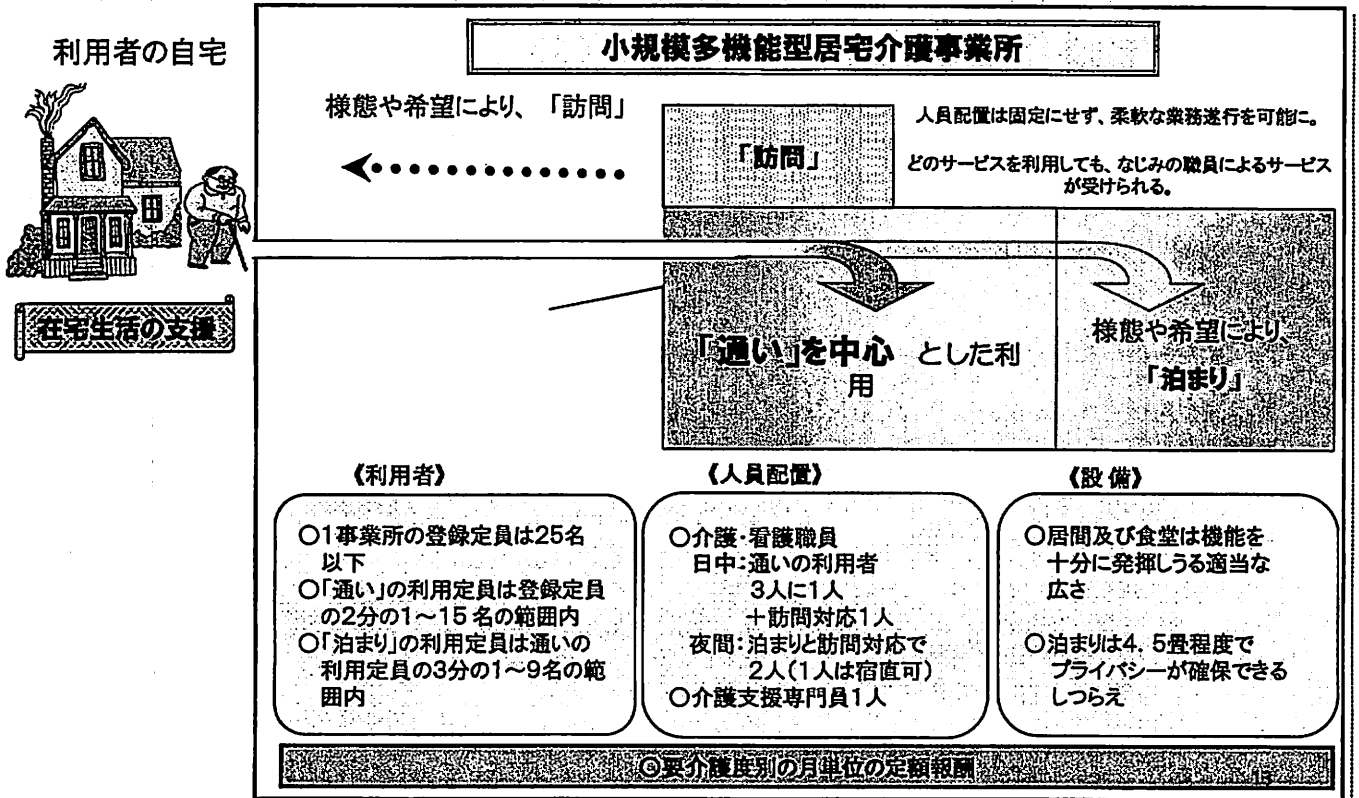 利用者の自宅
在宅生活の支援
小規模多機能型居宅介護事業所
様態や希望により、「訪問」
「訪問」
人員配置は固定にせず、柔軟な業務遂行を可能に。
どのサービスを利用しても、なじみの職員によるサービス
が受けられる。
「通い」を中心 とした利
用
様態や希望により、
「泊まり」
《利用者》
○1事業所の登録定員は25名
以下
○「通い」の利用定員は登録定員
の2分の1～15名の範囲内
○「泊まり」の利用定員は通いの
利用定員の3分の1～9名の範
囲内
《人員配置》
○介護・看護職員
日中:通いの利用者
3人に1人
+訪問対応1人
夜間:泊まりと訪問対応で
2人(1人は宿直可)
○介護支援専門員1人
《設 備》
○居間及び食堂は機能を
十分に発揮しうる適当な
広さ
○泊まりは4．5畳程度で
プライバシーが確保できる
しつらえ
○要介護度別の月単位の定額報酬
13